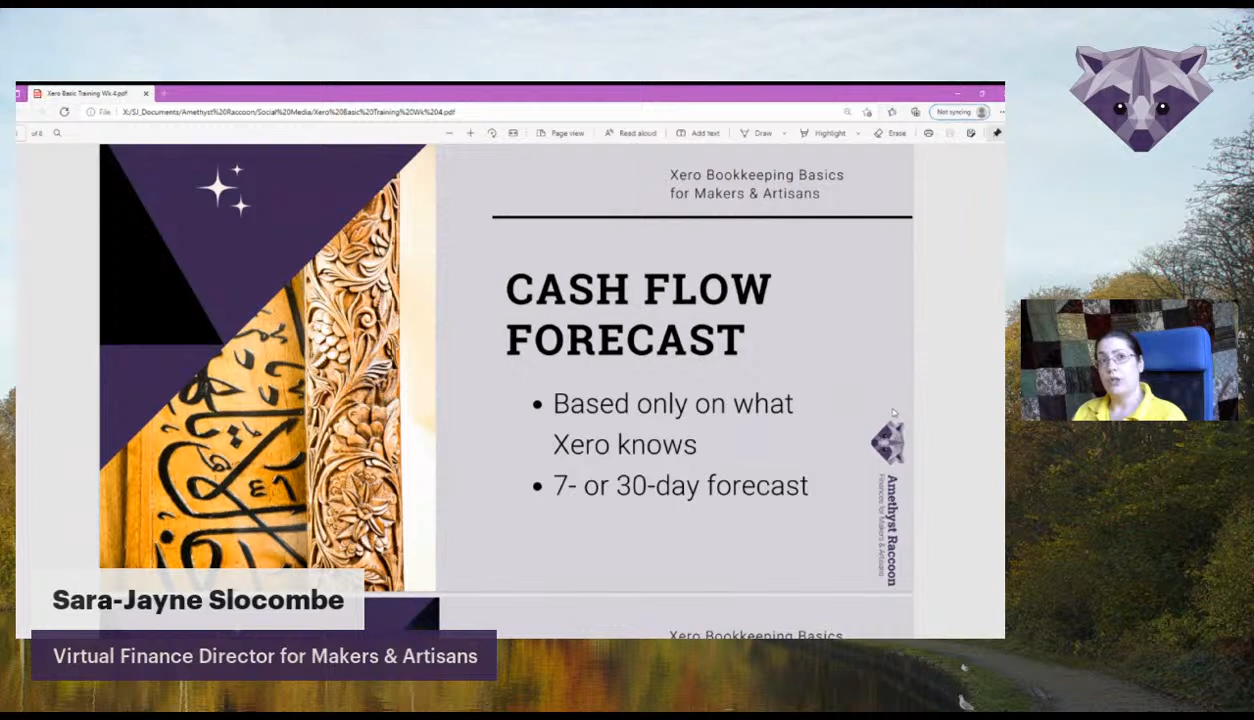 Xero Basic Training Wk 4.pdf
File
X:/SJ_Documents/Amethyst%20Raccoon/Social%20Media/Xero%20Basic%20Training%20Wk%204.pdf
Not syncing
of 8
Page view
Read aloud
Add text
Draw
Highlight
Erase
Xero Bookkeeping Basics
for Makers & Artisans
CASH FLOW
FORECAST
• Based only on what
Xero knows
• 7- or 30-day forecast
Amethyst Raccoon
Finances for Makers & Artisans
Xero Bookkeeping Basics
Sara-Jayne Slocombe
Virtual Finance Director for Makers & Artisans